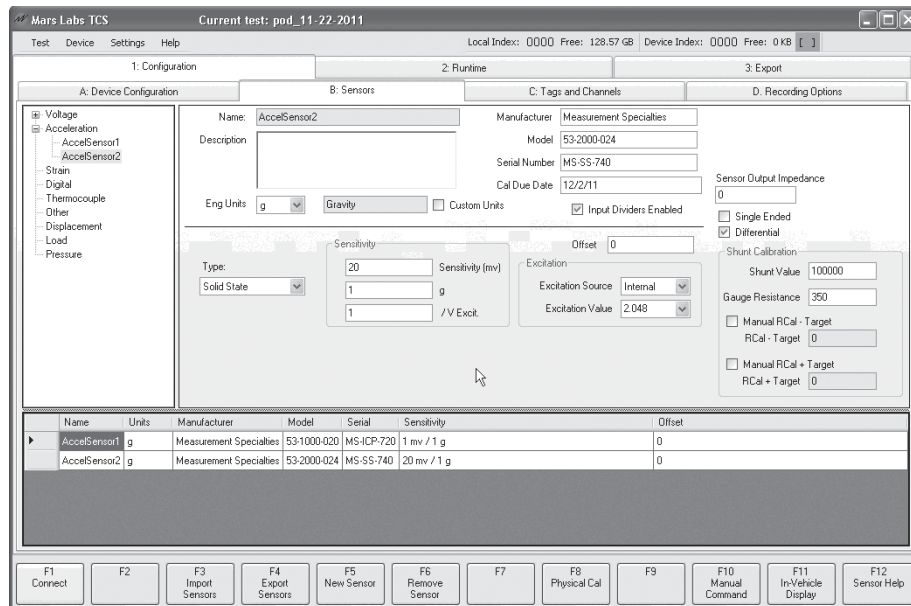 Mars Labs TCS Current test: pod_11-22-2011
Test Device Settings Help Local Index: 0000 Free: 128.57 GB Device Index: 0000 Free: 0 KB [ ]
1: Configuration 2: Runtime 3: Export
A: Device Configuration B: Sensors C: Tags and Channels D. Recording Options
Voltage
Acceleration
AccelSensor1
AccelSensor2
Strain
Digital
Thermocouple
Other
Displacement
Load
Pressure
Name: AccelSensor2
Description
Eng Units g Gravity Custom Units
Manufacturer Measurement Specialties
Model 53-2000-024
Serial Number MS-SS-740
Cal Due Date 12/2/11
Input Dividers Enabled
Sensor Output Impedance
0
Single Ended
Differential
Type:
Solid State
Sensitivity
20 Sensitivity (mv)
1 g
1 / V Excit.
Offset 0
Excitation
Excitation Source Internal
Excitation Value 2.048
Shunt Calibration
Shunt Value 100000
Gauge Resistance 350
Manual RCal - Target
RCal - Target 0
Manual RCal + Target
RCal + Target 0
Name Units Manufacturer Model Serial Sensitivity Offset
AccelSensor1 g Measurement Specialties 53-1000-020 MS-ICP-720 1 mv / 1 g 0
AccelSensor2 g Measurement Specialties 53-2000-024 MS-SS-740 20 mv / 1 g 0
F1 F2 F3 F4 F5 F6 F7 F8 F9 F10 F11 F12
Connect Import Export New Sensor Remove Physical Cal Manual In-Vehicle Sensor Help
Sensors Sensors Sensor Command Display